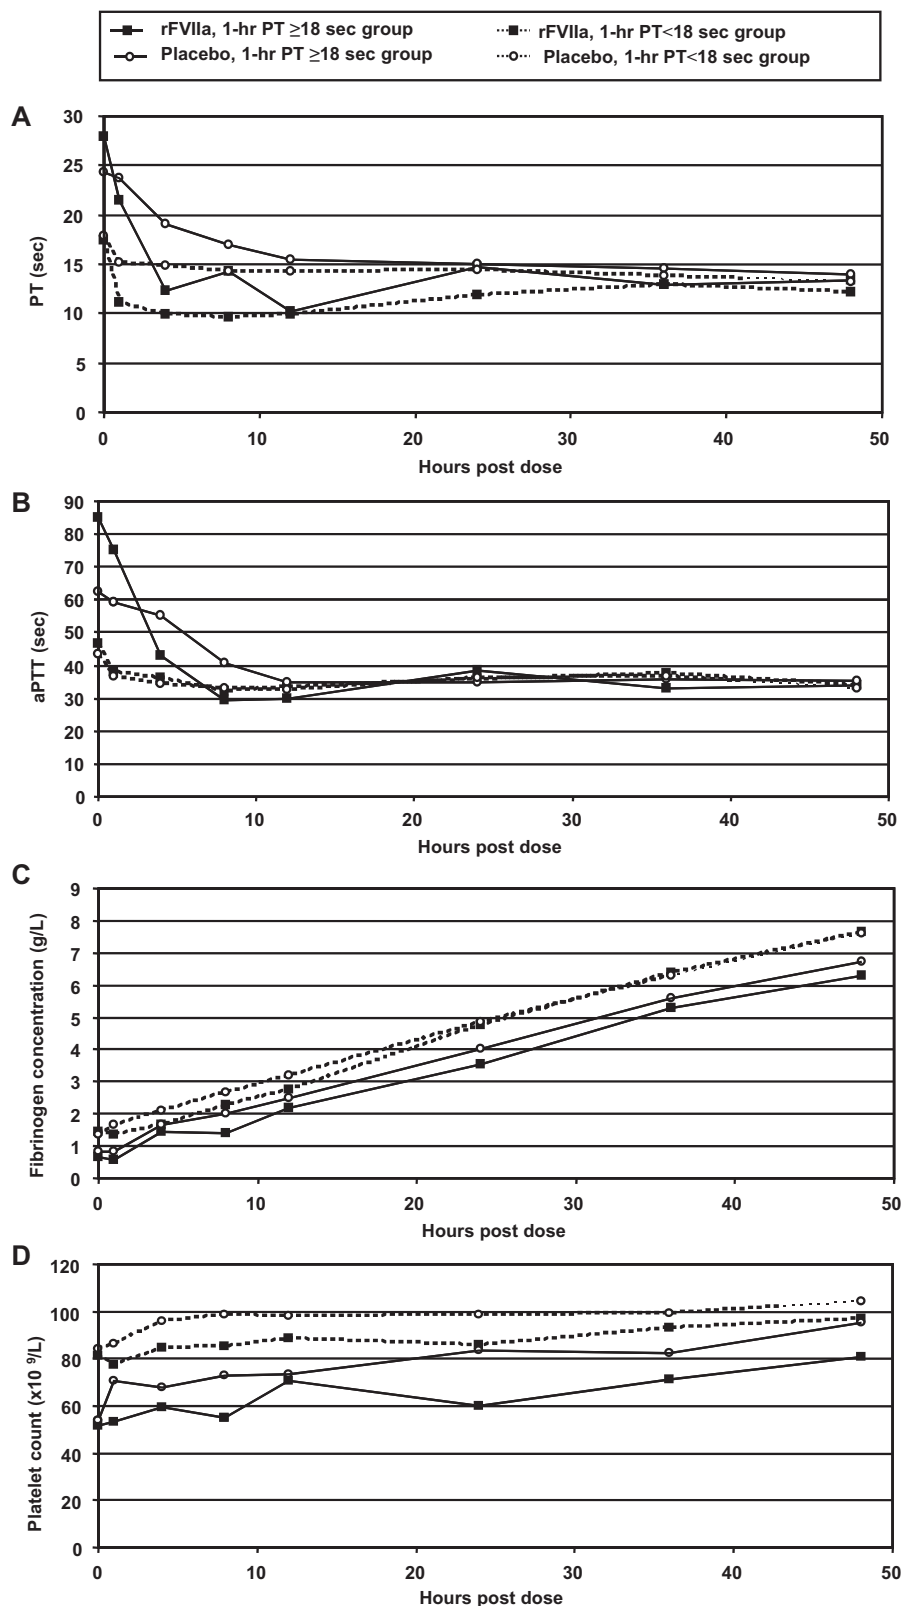 rFVIIa, 1-hr PT ≥18 sec group
rFVIIa, 1-hr PT<18 sec group
Placebo, 1-hr PT ≥18 sec group
Placebo, 1-hr PT<18 sec group
A
PT (sec)
30
25
20
15
10
5
0
0 10 20 30 40 50
Hours post dose
B
aPTT (sec)
90
80
70
60
50
40
30
20
10
0
0 10 20 30 40 50
Hours post dose
C
Fibrinogen concentration (g/L)
9
8
7
6
5
4
3
2
1
0
0 10 20 30 40 50
Hours post dose
D
Platelet count (x10 ⁹/L)
120
100
80
60
40
20
0
0 10 20 30 40 50
Hours post dose